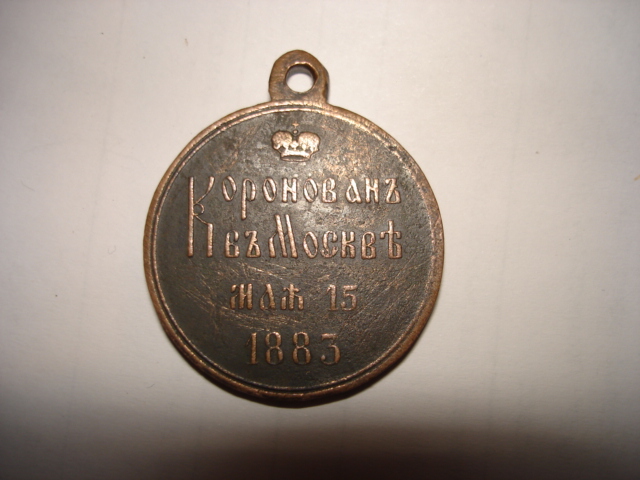 Коронованъ
въ Москвѣ
маѧ 15
1883